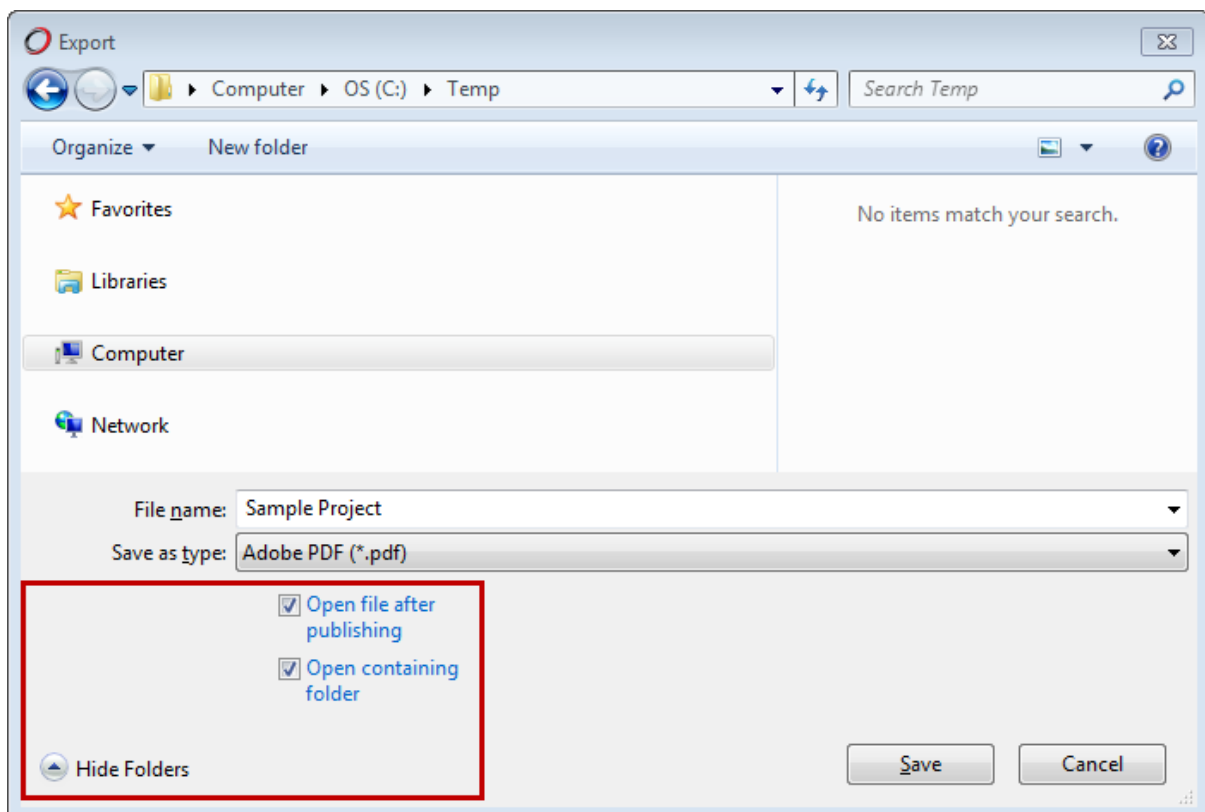 Export
Computer OS (C:) Temp
Search Temp
Organize New folder
Favorites
No items match your search.
Libraries
Computer
Network
File name: Sample Project
Save as type: Adobe PDF (*.pdf)
Open file after
publishing
Open containing
folder
Hide Folders
Save Cancel